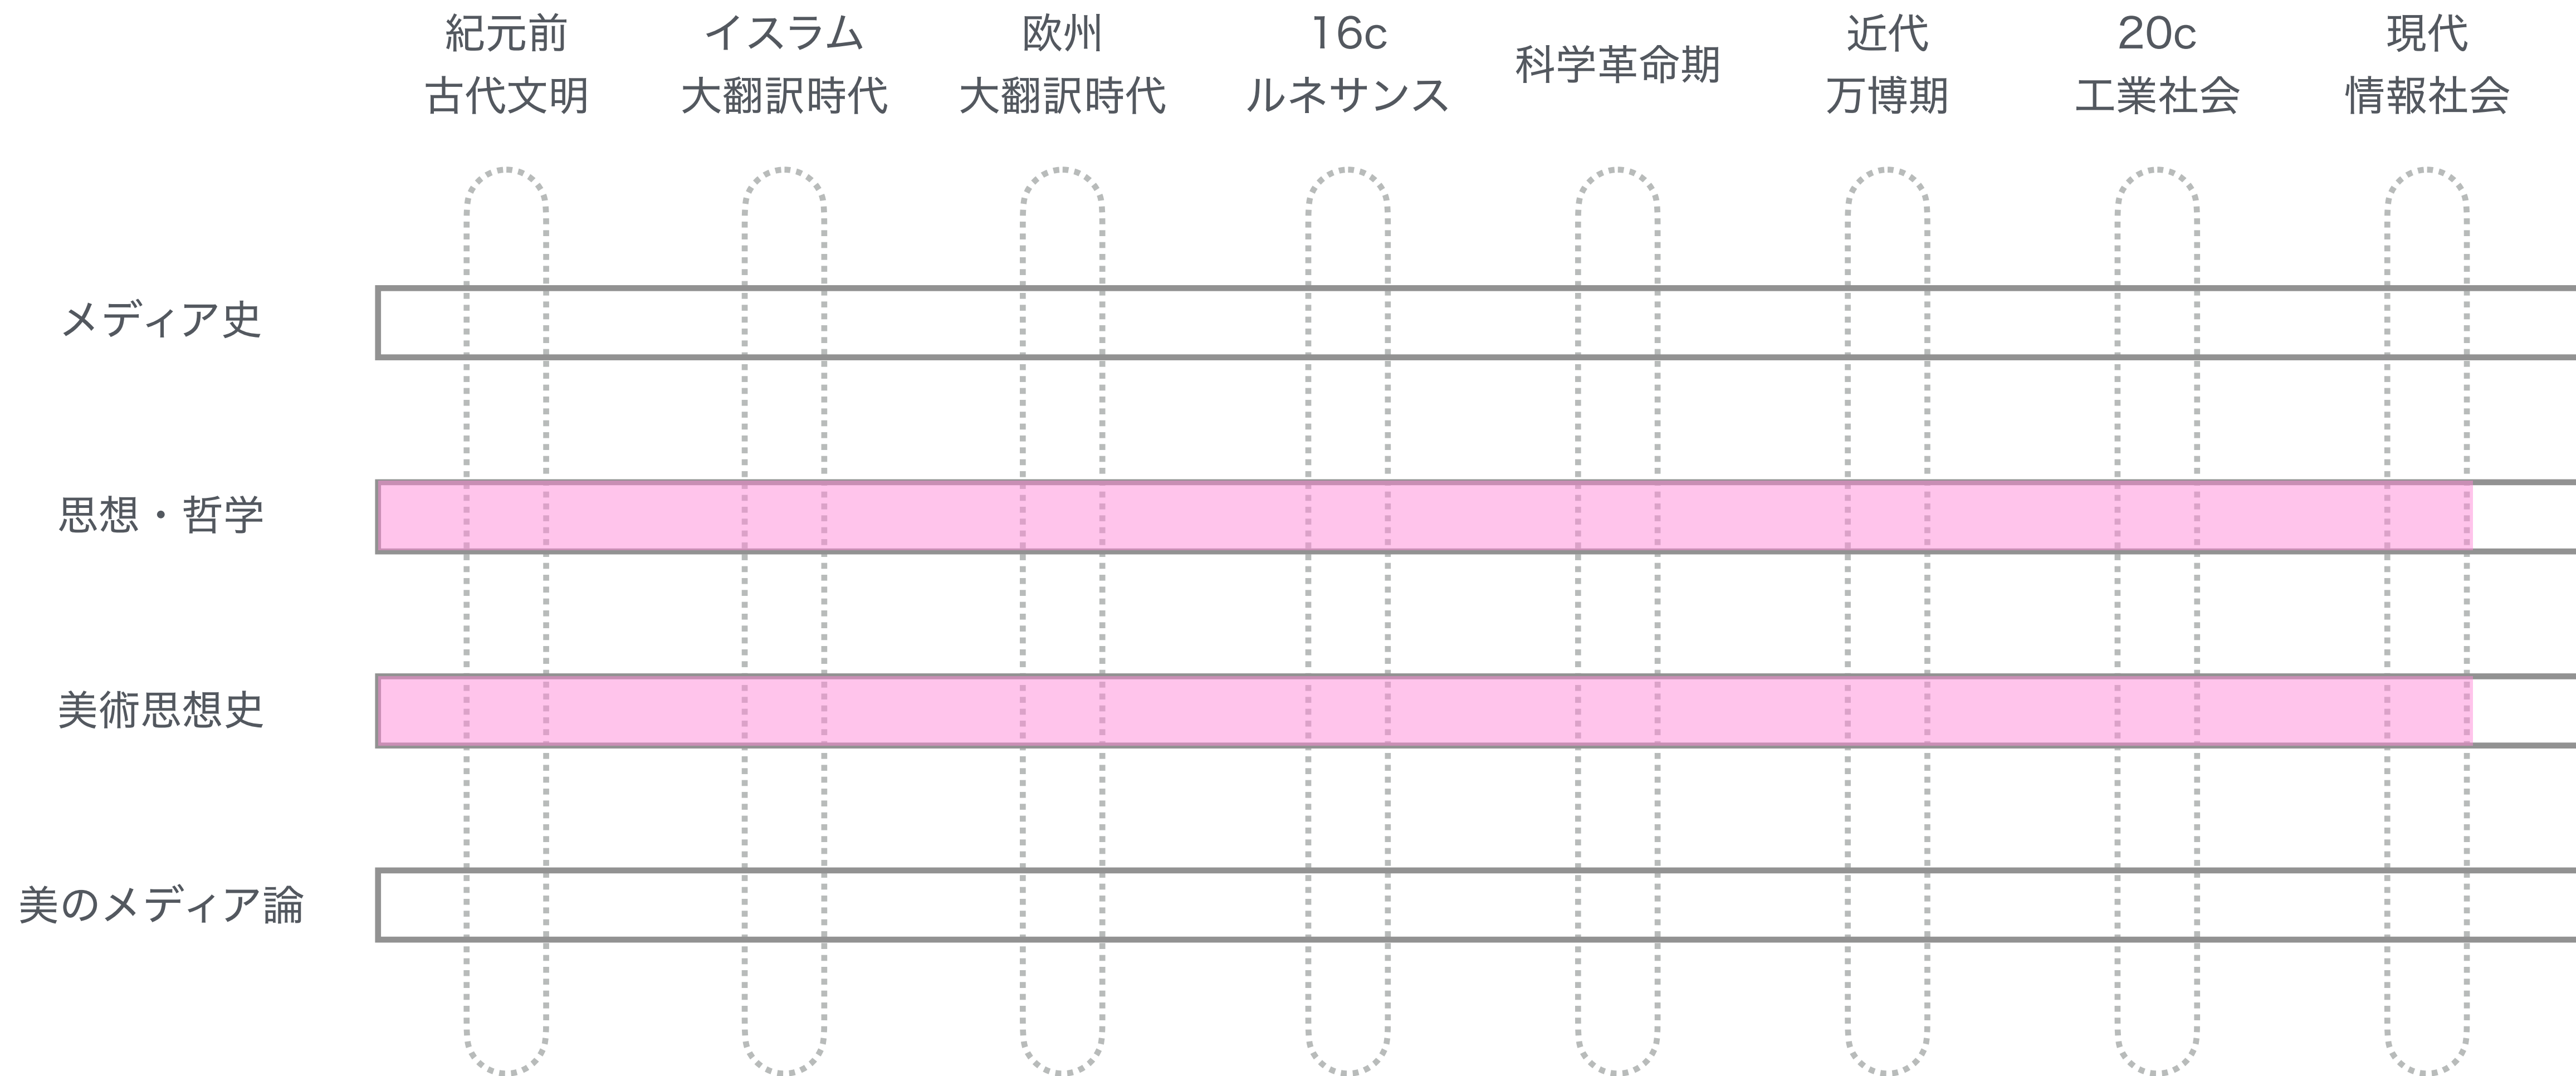 紀元前
古代文明
イスラム
大翻訳時代
欧州
大翻訳時代
16c
ルネサンス
科学革命期
近代
万博期
20c
工業社会
現代
情報社会
メディア史
思想・哲学
美術思想史
美のメディア論